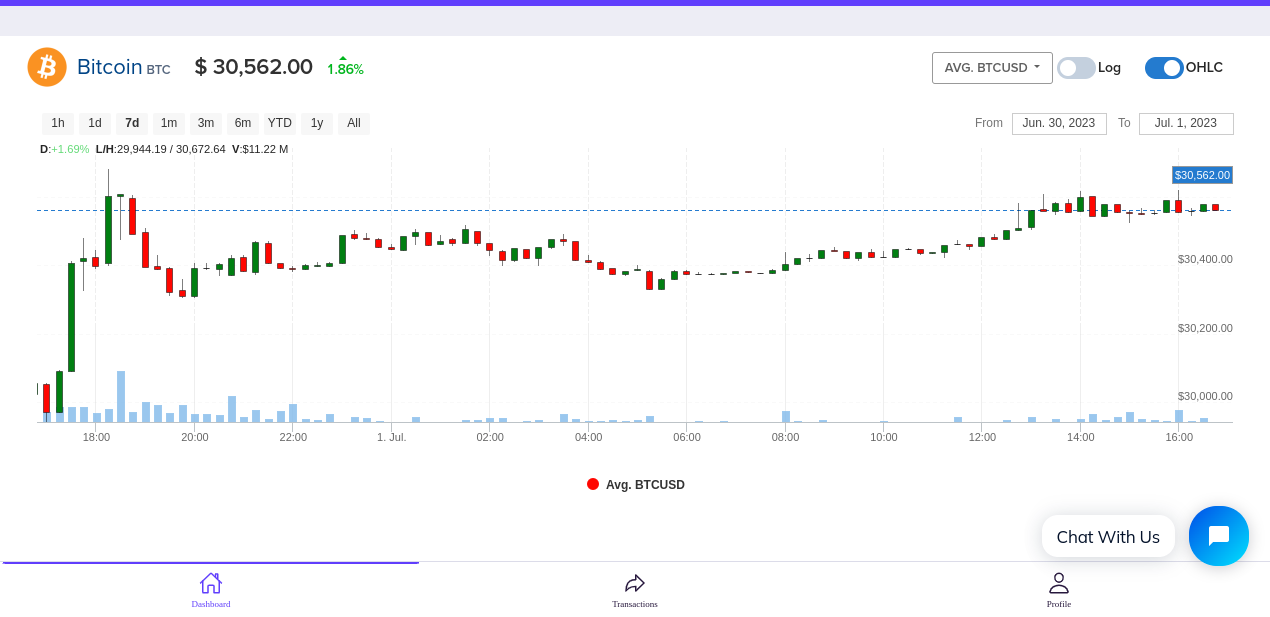 Bitcoin BTC $ 30,562.00 1.86% AVG. BTCUSD Log OHLC
1h 1d 7d 1m 3m 6m YTD 1y All From Jun. 30, 2023 To Jul. 1, 2023
D:+1.69% L/H:29,944.19 / 30,672.64 V:$11.22 M
$30,562.00
$30,400.00
$30,200.00
$30,000.00
18:00 20:00 22:00 1. Jul. 02:00 04:00 06:00 08:00 10:00 12:00 14:00 16:00
Avg. BTCUSD
Chat With Us
Dashboard Transactions Profile